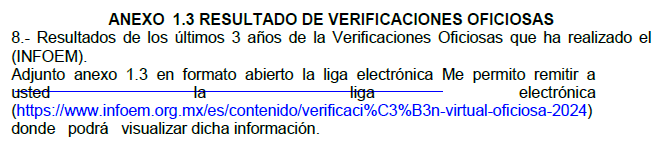 ANEXO 1.3 RESULTADO DE VERIFICACIONES OFICIOSAS
8.- Resultados de los últimos 3 años de la Verificaciones Oficiosas que ha realizado el
(INFOEM).
Adjunto anexo 1.3 en formato abierto la liga electrónica Me permito remitir a
usted la liga electrónica
(https://www.infoem.org.mx/es/contenido/verificaci%C3%B3n-virtual-oficiosa-2024)
donde podrá visualizar dicha información.